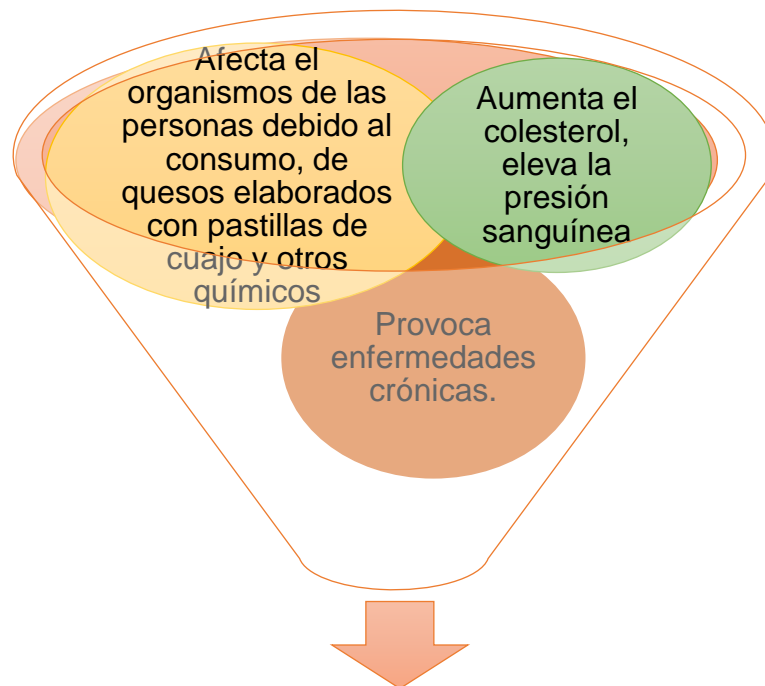 Afecta el
organismos de las
personas debido al
consumo, de
quesos elaborados
con pastillas de
cuajo y otros
químicos
Aumenta el
colesterol,
eleva la
presión
sanguínea
Provoca
enfermedades
crónicas.